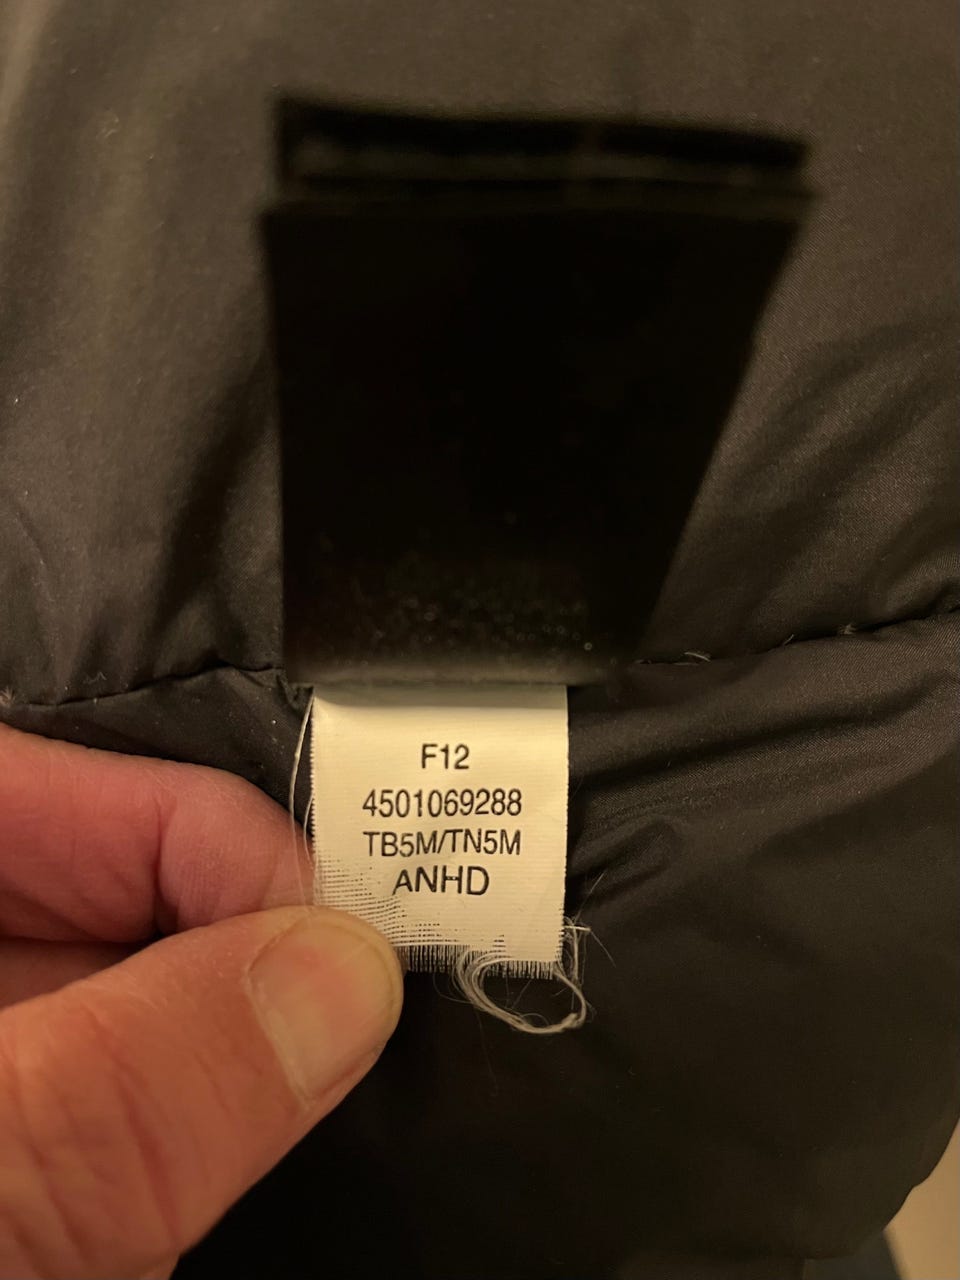 F12
4501069288
TB5M/TN5M
ANHD